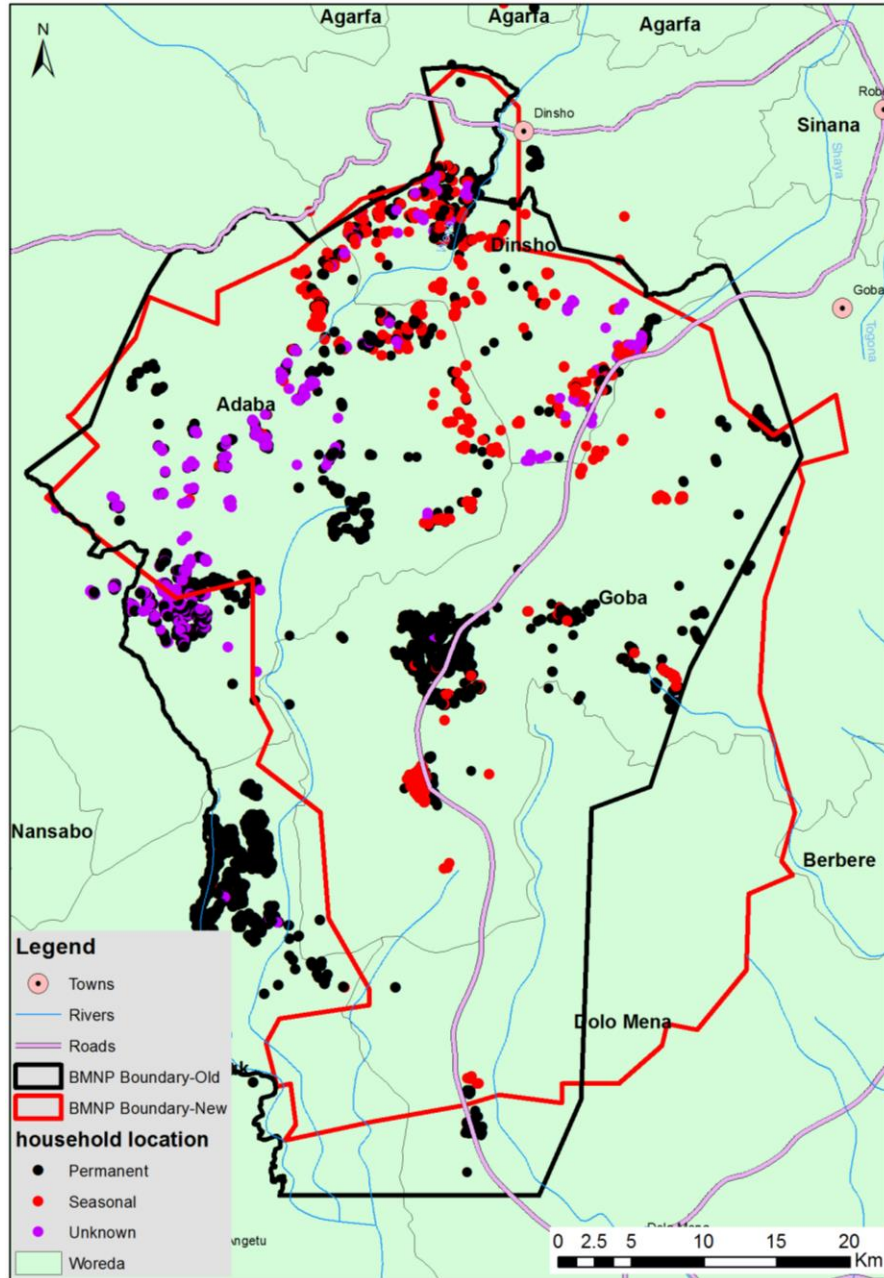 Agarfa
Agarfa
Agarfa
N
Dinsho
Robe
Sinana
Shaya
Dinsho
Goba
Togona
Adaba
Goba
Nansabo
Berbere
Dolo Mena
Legend
Towns
Rivers
Roads
BMNP Boundary-Old
BMNP Boundary-New
household location
Permanent
Seasonal
Unknown
Woreda
Angetu
0 2.5 5 10 15 20
Km